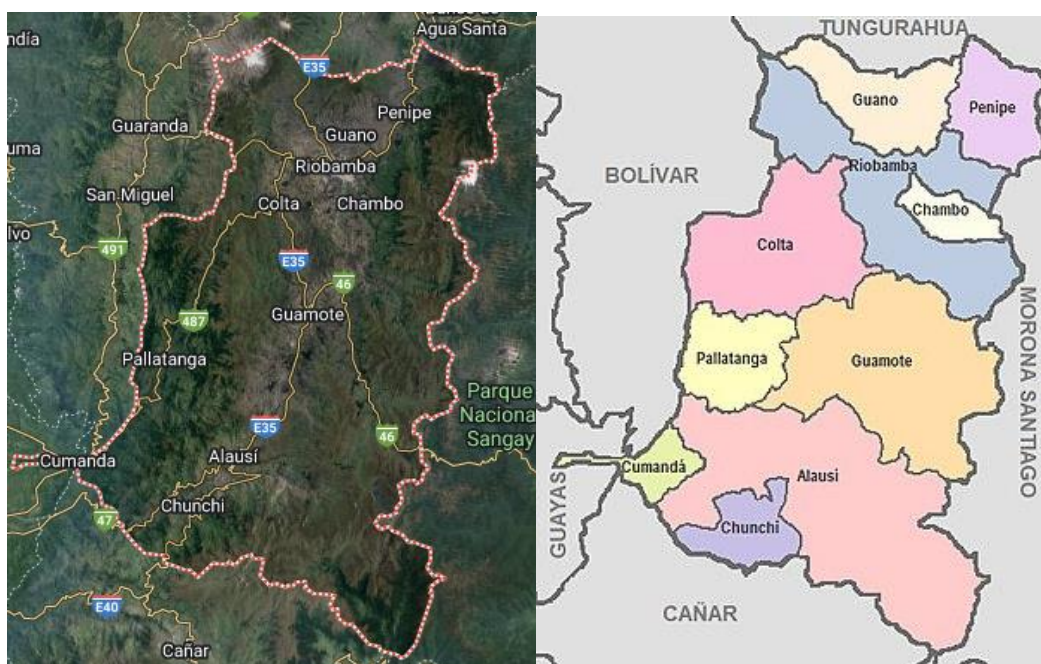 Agua Santa
ndía
E35
Penipe
Guaranda
Guano
uma
Riobamba
San Miguel
Colta
Chambo
lvo
491
E35
46
Guamote
487
Pallatanga
Parque
Naciona
Sangay
E35
46
Alausí
Cumanda
Chunchi
47
E40
Cañar
TUNGURAHUA
Guano
Penipe
BOLÍVAR
Riobamba
Chambo
Colta
MORONA SANTIAGO
Pallatanga
Guamote
Cumandá
Alausi
GUAYAS
Chunchi
CAÑAR